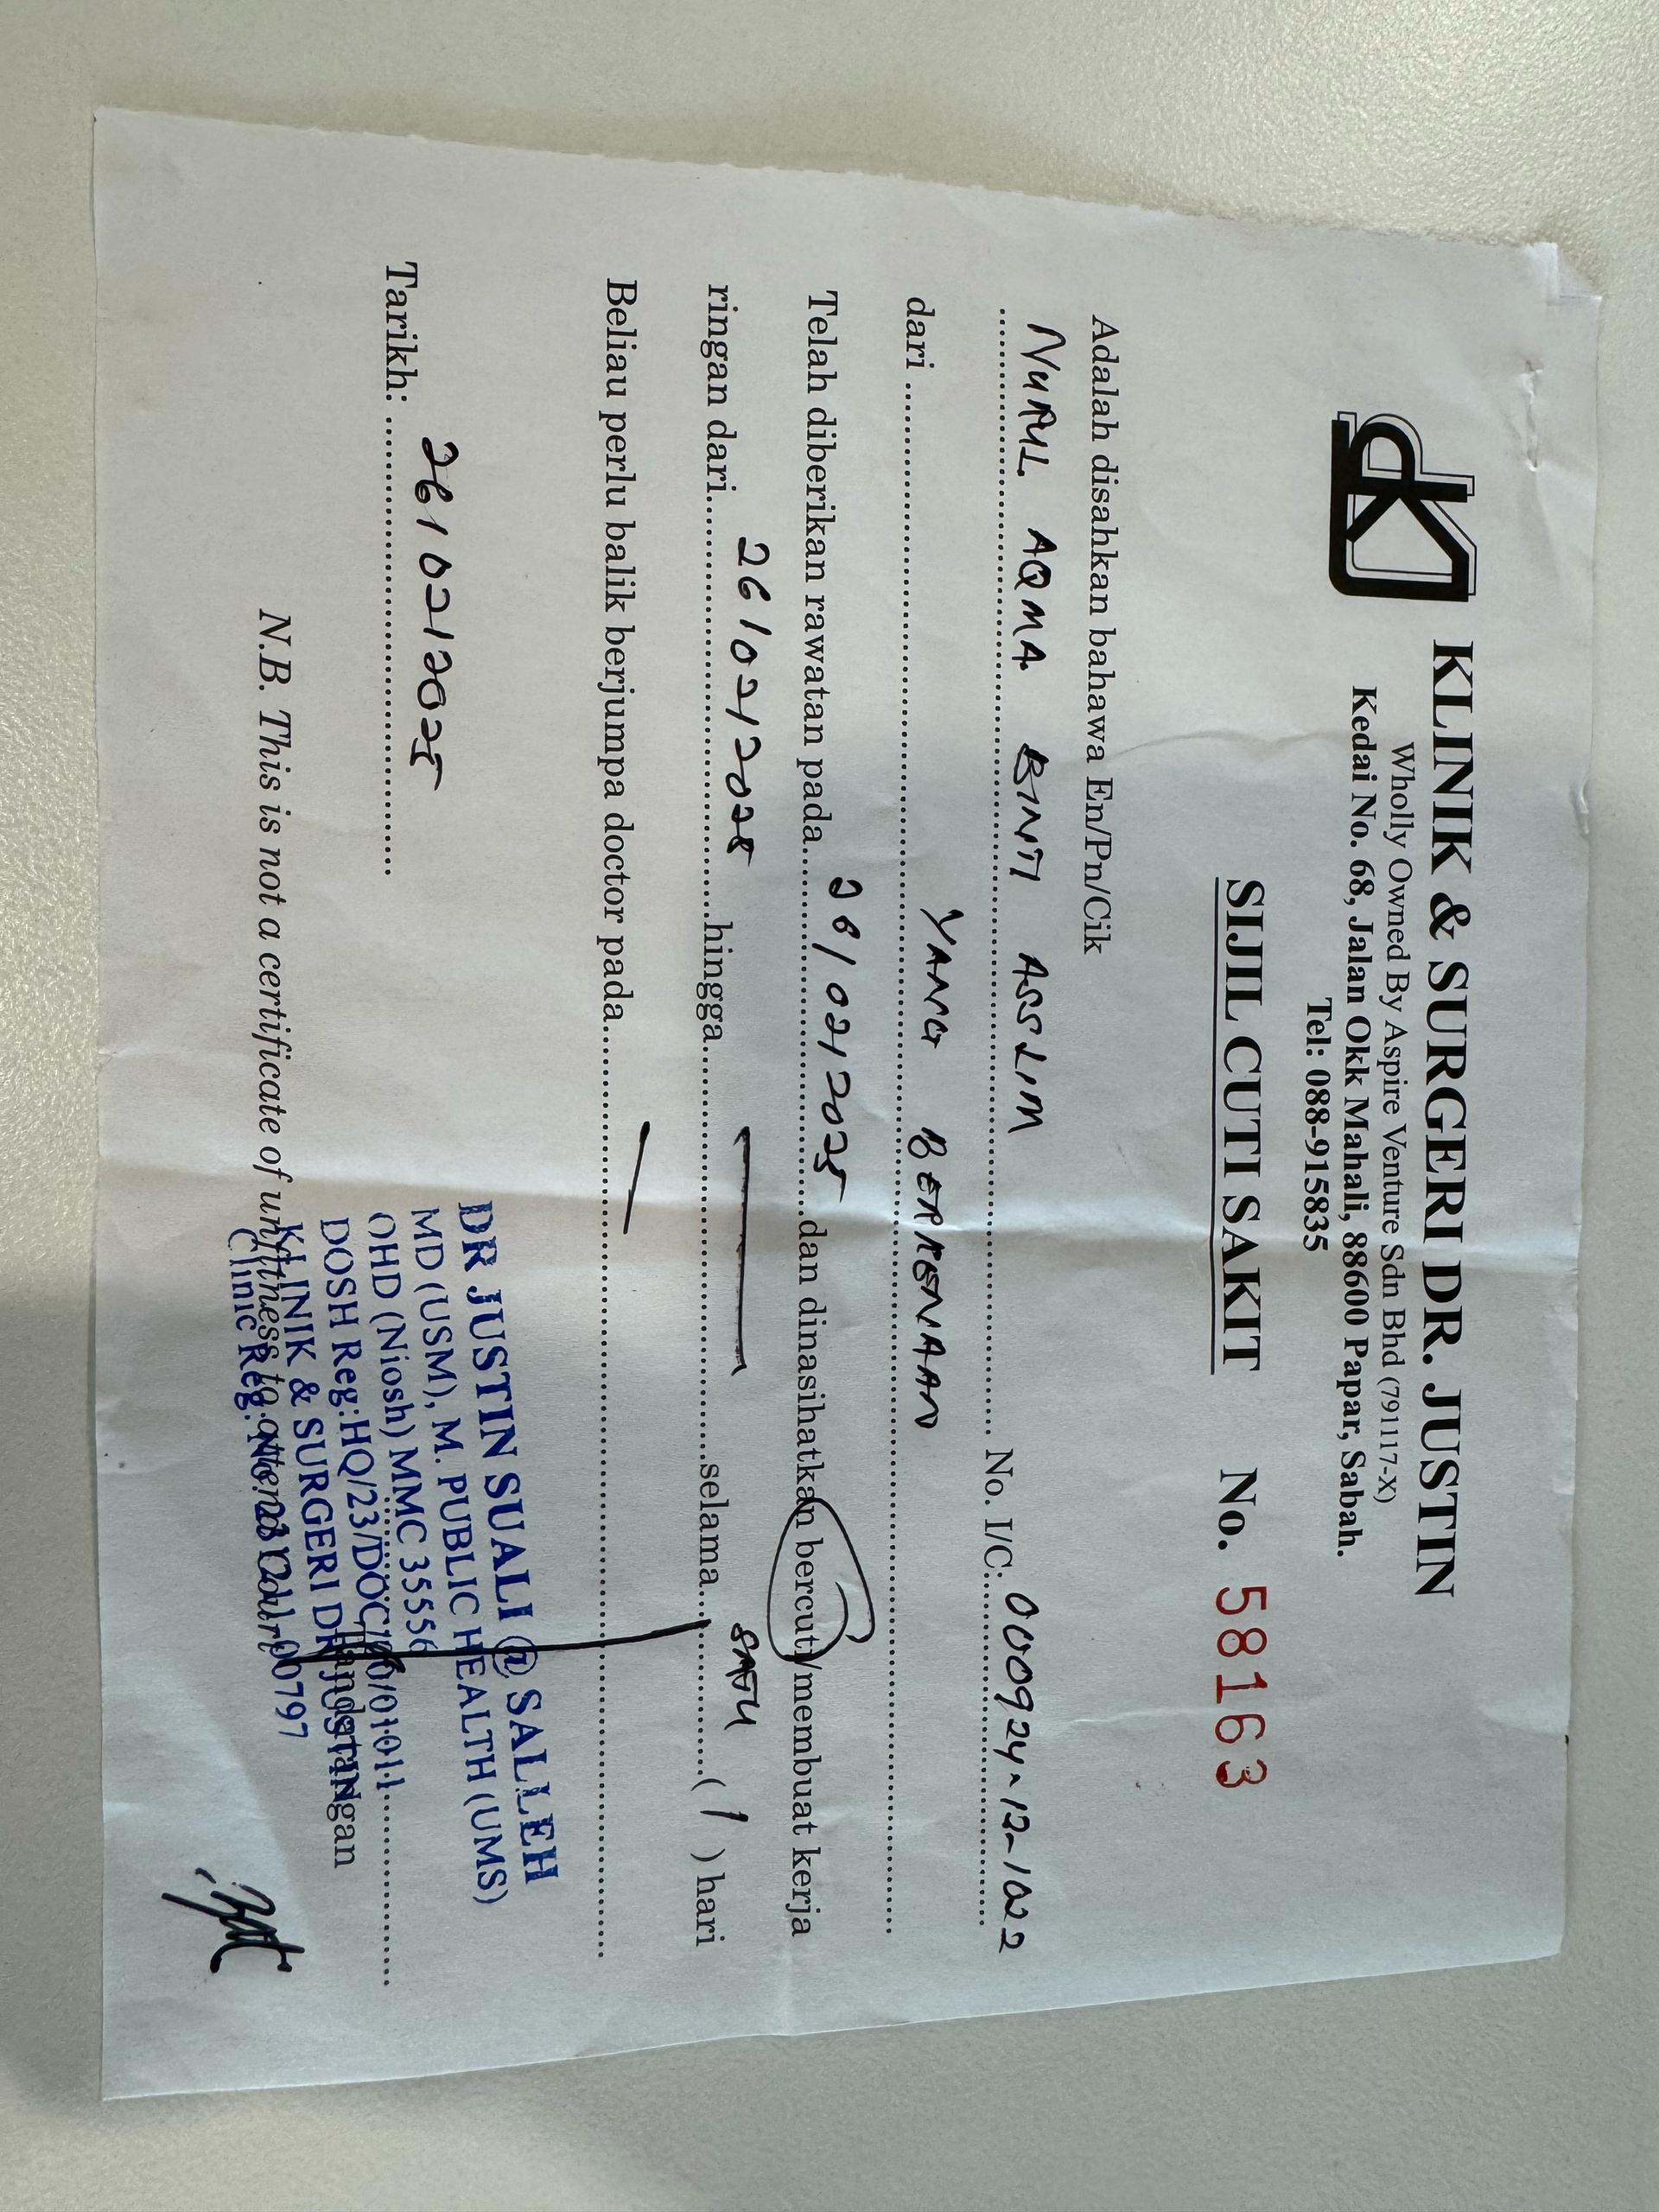 KLINIK & SURGERI DR. JUSTIN
Wholly Owned By Aspire Venture Sdn Bhd (791117-X)
Kedai No. 68, Jalan Okk Mahali, 88600 Papar, Sabah.
Tel: 088-915835
SIJIL CUTI SAKIT No. 58163
Adalah disahkan bahawa En/Pn/Cik
NURUL AQMA BINTI ASSLIM No. I/C: 000924-12-1022
dari YANG BERKENAAN
Telah diberikan rawatan pada 26/02/2025 dan dinasihatkan bercuti/membuat kerja
ringan dari 26/02/2025 hingga — selama SATU (1) hari
Beliau perlu balik berjumpa doctor pada —
DR JUSTIN SUALI @ SALLEH
MD (USM), M. PUBLIC HEALTH (UMS)
OHD (Niosh) MMC 35556
DOSH Reg:HQ/23/DOC/00/01011
KLINIK & SURGERI DR JUSTIN
Clinic Reg: No. 231211-00797
Tarikh: 26/02/2025
Tandatangan
N.B. This is not a certificate of unfitness to attend Court